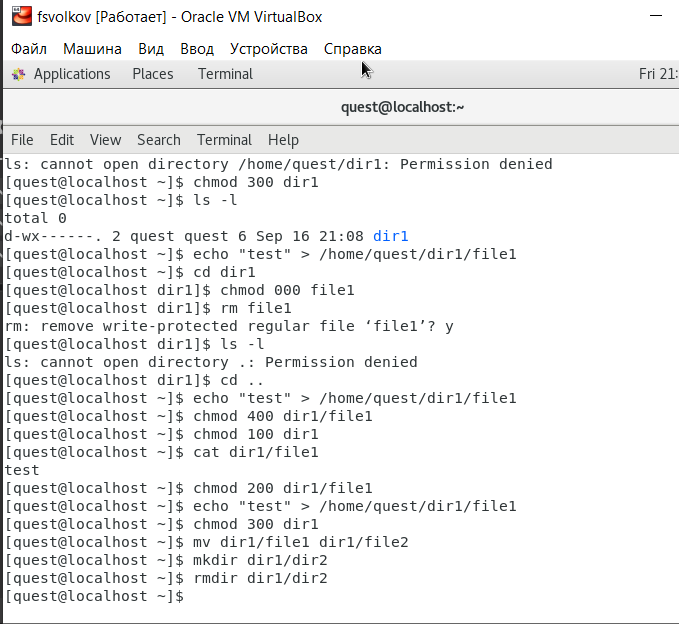 fsvolkov [Работает] - Oracle VM VirtualBox
Файл Машина Вид Ввод Устройства Справка
Applications Places Terminal Fri 21:
quest@localhost:~
File Edit View Search Terminal Help
ls: cannot open directory /home/quest/dir1: Permission denied
[quest@localhost ~]$ chmod 300 dir1
[quest@localhost ~]$ ls -l
total 0
d-wx------. 2 quest quest 6 Sep 16 21:08 dir1
[quest@localhost ~]$ echo "test" > /home/quest/dir1/file1
[quest@localhost ~]$ cd dir1
[quest@localhost dir1]$ chmod 000 file1
[quest@localhost dir1]$ rm file1
rm: remove write-protected regular file ‘file1’? y
[quest@localhost dir1]$ ls -l
ls: cannot open directory .: Permission denied
[quest@localhost dir1]$ cd ..
[quest@localhost ~]$ echo "test" > /home/quest/dir1/file1
[quest@localhost ~]$ chmod 400 dir1/file1
[quest@localhost ~]$ chmod 100 dir1
[quest@localhost ~]$ cat dir1/file1
test
[quest@localhost ~]$ chmod 200 dir1/file1
[quest@localhost ~]$ echo "test" > /home/quest/dir1/file1
[quest@localhost ~]$ chmod 300 dir1
[quest@localhost ~]$ mv dir1/file1 dir1/file2
[quest@localhost ~]$ mkdir dir1/dir2
[quest@localhost ~]$ rmdir dir1/dir2
[quest@localhost ~]$